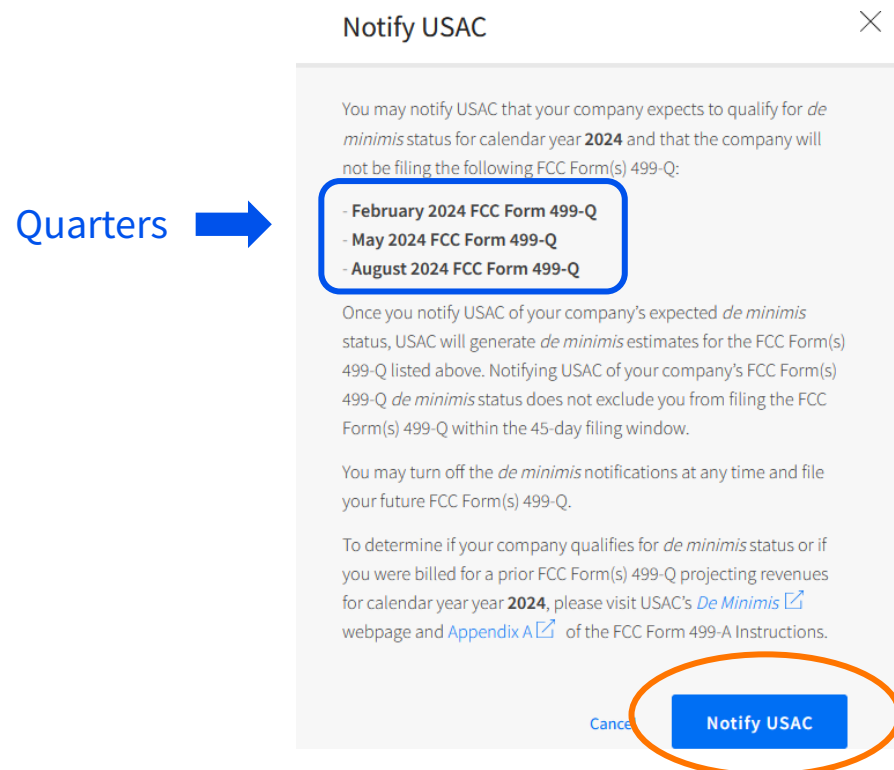 Notify USAC
You may notify USAC that your company expects to qualify for de
minimis status for calendar year 2024 and that the company will
not be filing the following FCC Form(s) 499-Q:
Quarters
- February 2024 FCC Form 499-Q
- May 2024 FCC Form 499-Q
- August 2024 FCC Form 499-Q
Once you notify USAC of your company's expected de minimis
status, USAC will generate de minimis estimates for the FCC Form(s)
499-Q listed above. Notifying USAC of your company's FCC Form(s)
499-Q de minimis status does not exclude you from filing the FCC
Form(s) 499-Q within the 45-day filing window.
You may turn off the de minimis notifications at any time and file
your future FCC Form(s) 499-Q.
To determine if your company qualifies for de minimis status or if
you were billed for a prior FCC Form(s) 499-Q projecting revenues
for calendar year year 2024, please visit USAC's De Minimis
webpage and Appendix A of the FCC Form 499-A Instructions.
Cancel Notify USAC